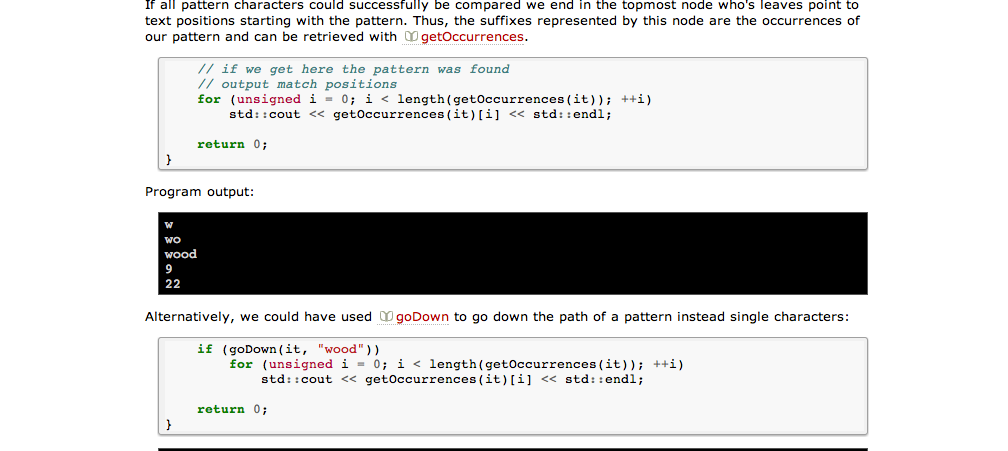 If all pattern characters could successfully be compared we end in the topmost node who's leaves point to
text positions starting with the pattern. Thus, the suffixes represented by this node are the occurrences of
our pattern and can be retrieved with getOccurrences.
// if we get here the pattern was found
// output match positions
for (unsigned i = 0; i < length(getOccurrences(it)); ++i)
std::cout << getOccurrences(it)[i] << std::endl;
return 0;
}
Program output:
w
wo
wood
9
22
Alternatively, we could have used goDown to go down the path of a pattern instead single characters:
if (goDown(it, "wood"))
for (unsigned i = 0; i < length(getOccurrences(it)); ++i)
std::cout << getOccurrences(it)[i] << std::endl;
return 0;
}